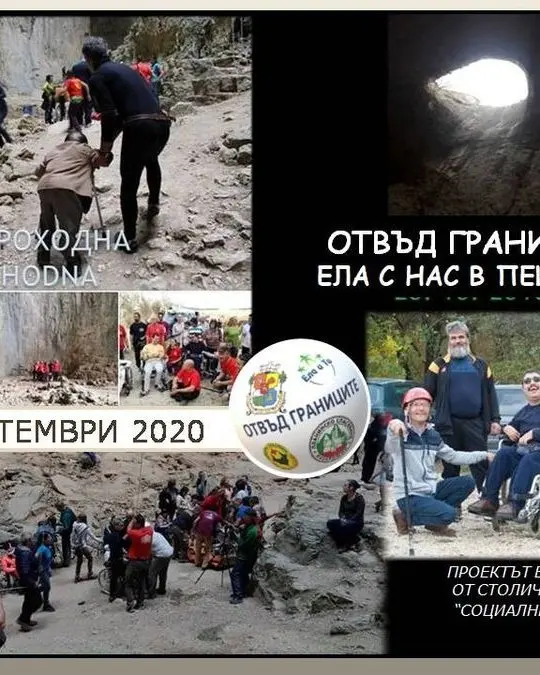 РОХОДНА
HODNA
ОТВЪД ГРАНИ
ЕЛА С НАС В ПЕ
Ела и Ти
ОТВЪД ГРАНИЦИТЕ
ТЕМВРИ 2020
ПРОЕКТЪТ
ОТ СТОЛИЧ
"СОЦИАЛН